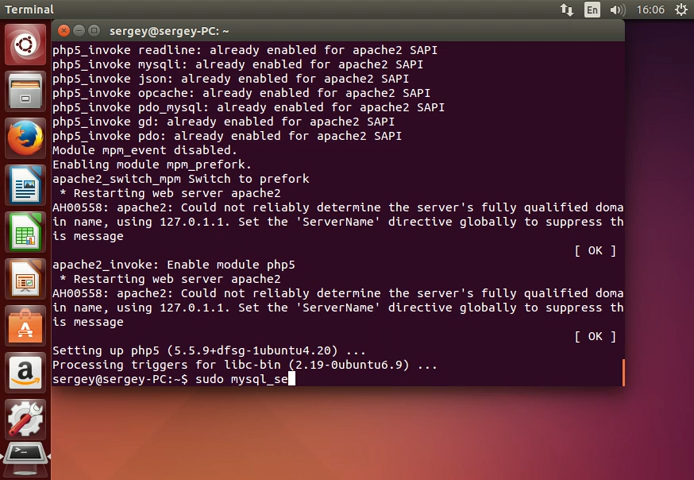 Terminal
En
16:06
sergey@sergey-PC: ~
php5_invoke readline: already enabled for apache2 SAPI
php5_invoke mysqli: already enabled for apache2 SAPI
php5_invoke json: already enabled for apache2 SAPI
php5_invoke opcache: already enabled for apache2 SAPI
php5_invoke pdo_mysql: already enabled for apache2 SAPI
php5_invoke gd: already enabled for apache2 SAPI
php5_invoke pdo: already enabled for apache2 SAPI
Module mpm_event disabled.
Enabling module mpm_prefork.
apache2_switch_mpm Switch to prefork
 * Restarting web server apache2
AH00558: apache2: Could not reliably determine the server's fully qualified doma
in name, using 127.0.1.1. Set the 'ServerName' directive globally to suppress th
is message
[ OK ]
apache2_invoke: Enable module php5
 * Restarting web server apache2
AH00558: apache2: Could not reliably determine the server's fully qualified doma
in name, using 127.0.1.1. Set the 'ServerName' directive globally to suppress th
is message
[ OK ]
Setting up php5 (5.5.9+dfsg-1ubuntu4.20) ...
Processing triggers for libc-bin (2.19-0ubuntu6.9) ...
sergey@sergey-PC:~$ sudo mysql_se